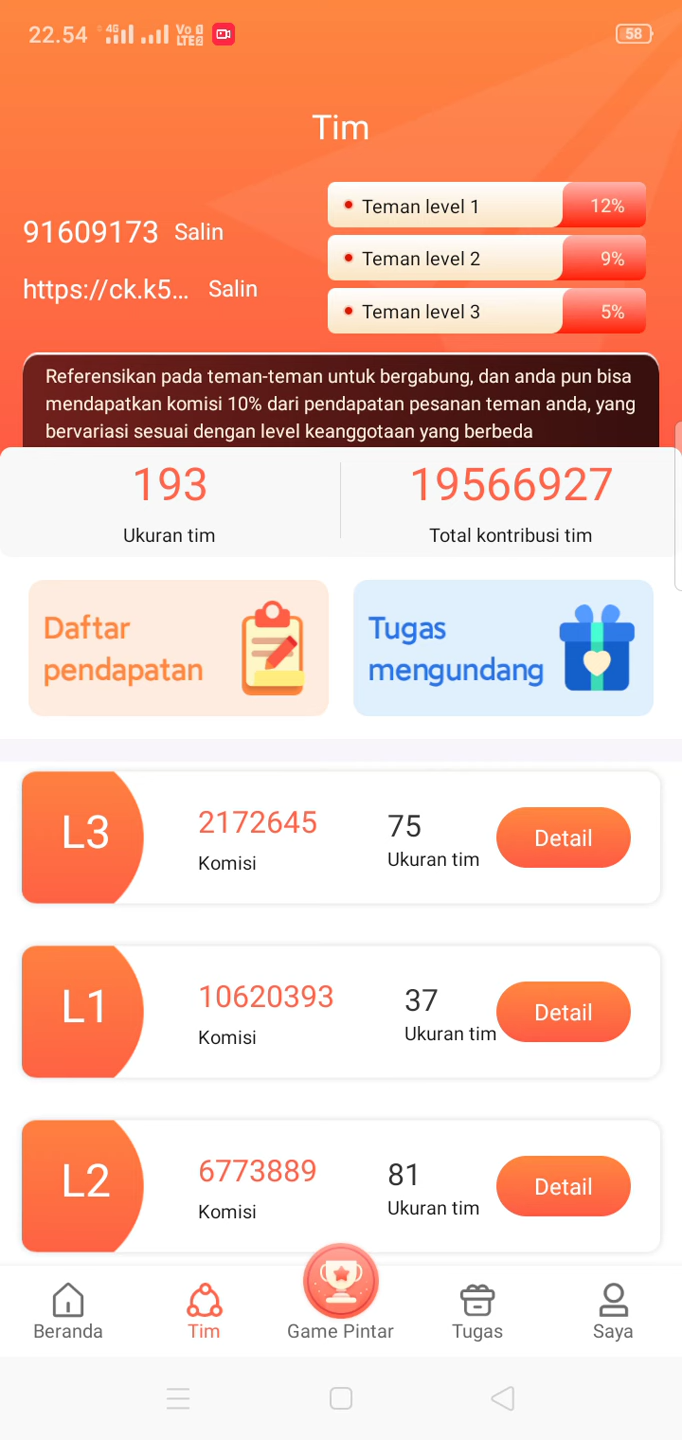 22.54 4G Vo LTE2 58
Tim
91609173 Salin
https://ck.k5... Salin
Teman level 1 12%
Teman level 2 9%
Teman level 3 5%
Referensikan pada teman-teman untuk bergabung, dan anda pun bisa
mendapatkan komisi 10% dari pendapatan pesanan teman anda, yang
bervariasi sesuai dengan level keanggotaan yang berbeda
193 19566927
Ukuran tim Total kontribusi tim
Daftar
pendapatan
Tugas
mengundang
L3 2172645 75 Detail
Komisi Ukuran tim
L1 10620393 37 Detail
Komisi Ukuran tim
L2 6773889 81 Detail
Komisi Ukuran tim
Beranda Tim Game Pintar Tugas Saya